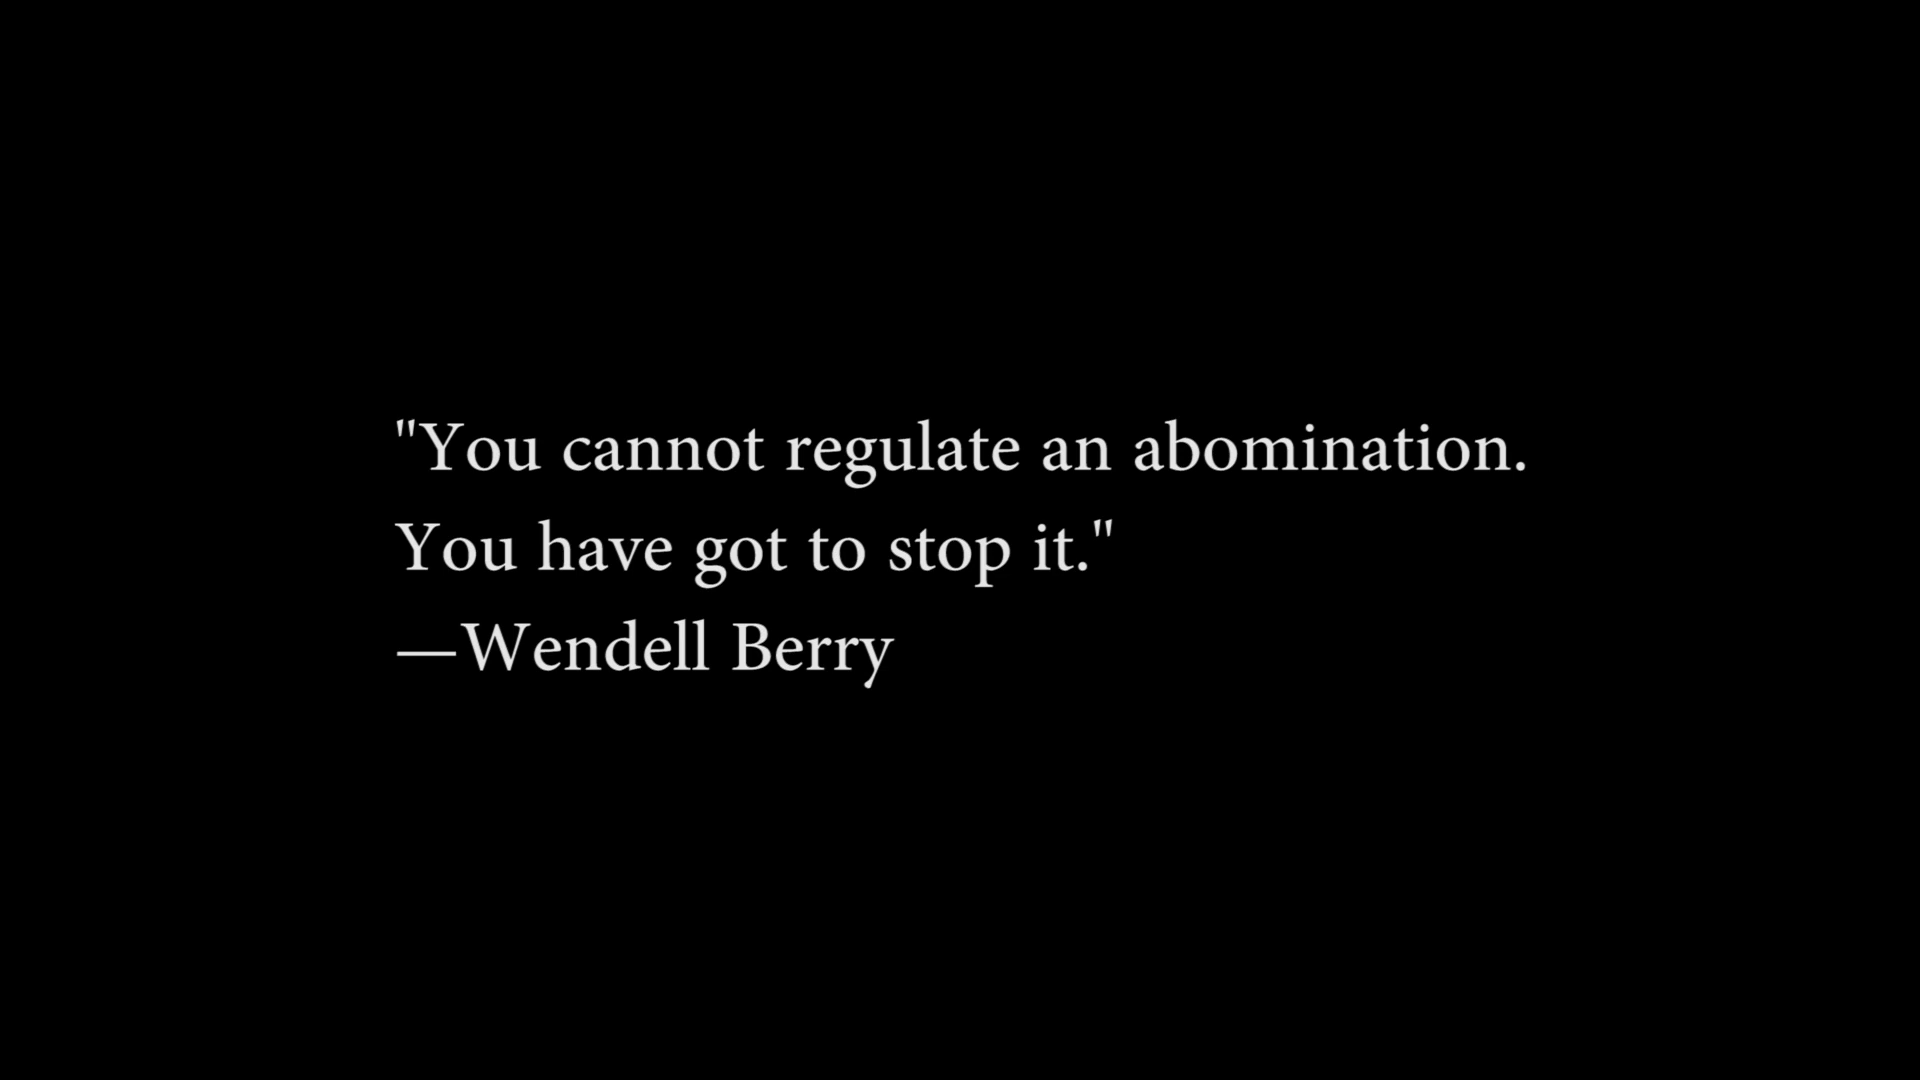 "You cannot regulate an abomination.
You have got to stop it."
—Wendell Berry